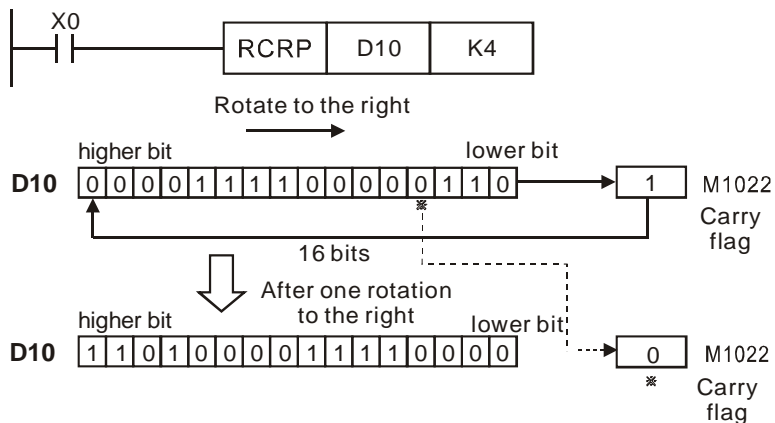 X0
RCRP D10 K4
Rotate to the right
higher bit lower bit
D10 0 0 0 0 1 1 1 1 0 0 0 0 0 1 1 0 1 M1022
※
Carry
flag
16 bits
After one rotation
to the right
higher bit lower bit
D10 1 1 0 1 0 0 0 0 1 1 1 1 0 0 0 0 0 M1022
※ Carry
flag